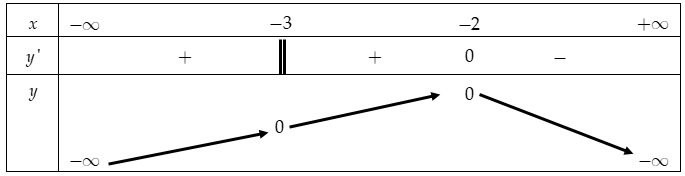 x −∞ −3 −2 +∞
y' + + 0 −
y 0
0
−∞ −∞